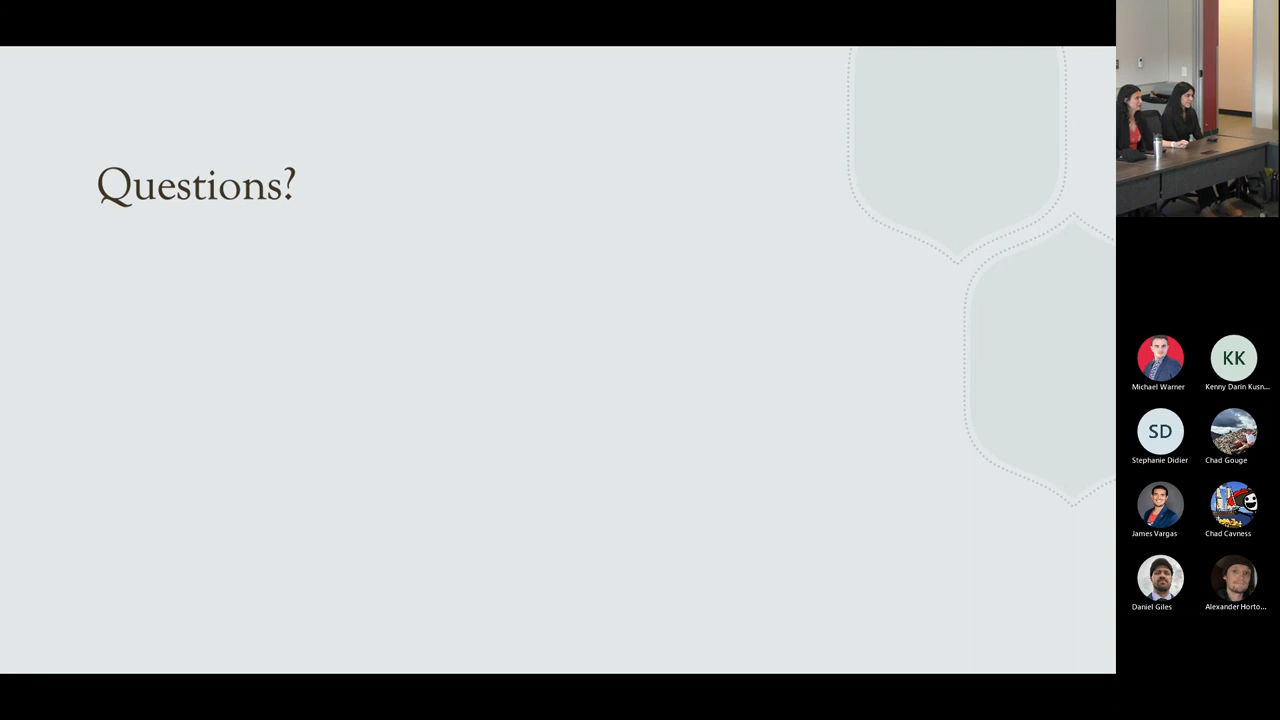 Questions?
Michael Warner
KK
Kenny Darin Kusn...
SD
Stephanie Didier
Chad Gouge
James Vargas
Chad Cavness
Daniel Giles
Alexander Horto...